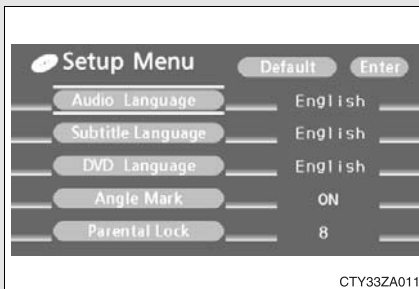 Setup Menu Default Enter
Audio Language English
Subtitle Language English
DVD Language English
Angle Mark ON
Parental Lock 8
CTY33ZA011